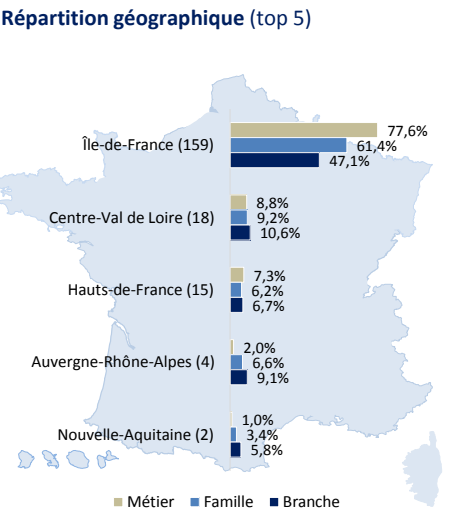 Répartition géographique (top 5)
Île-de-France (159)
77,6%
61,4%
47,1%
Centre-Val de Loire (18)
8,8%
9,2%
10,6%
Hauts-de-France (15)
7,3%
6,2%
6,7%
Auvergne-Rhône-Alpes (4)
2,0%
6,6%
9,1%
Nouvelle-Aquitaine (2)
1,0%
3,4%
5,8%
Métier Famille Branche